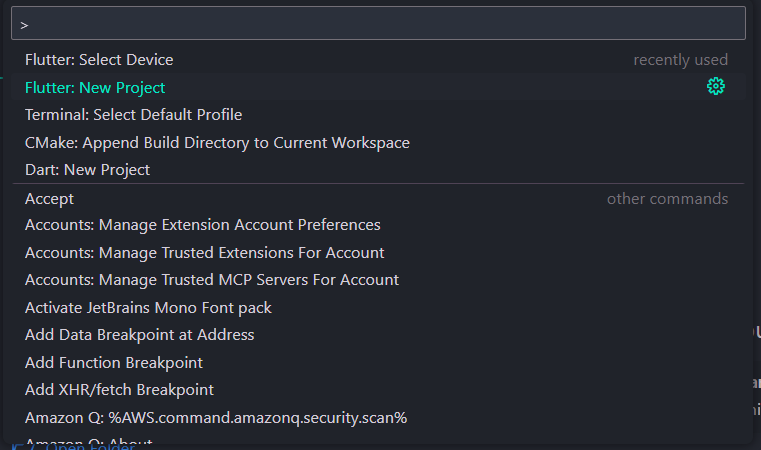 >
Flutter: Select Device recently used
Flutter: New Project
Terminal: Select Default Profile
CMake: Append Build Directory to Current Workspace
Dart: New Project
Accept other commands
Accounts: Manage Extension Account Preferences
Accounts: Manage Trusted Extensions For Account
Accounts: Manage Trusted MCP Servers For Account
Activate JetBrains Mono Font pack
Add Data Breakpoint at Address
Add Function Breakpoint
Add XHR/fetch Breakpoint
Amazon Q: %AWS.command.amazonq.security.scan%
Amazon Q: About
Open Folder